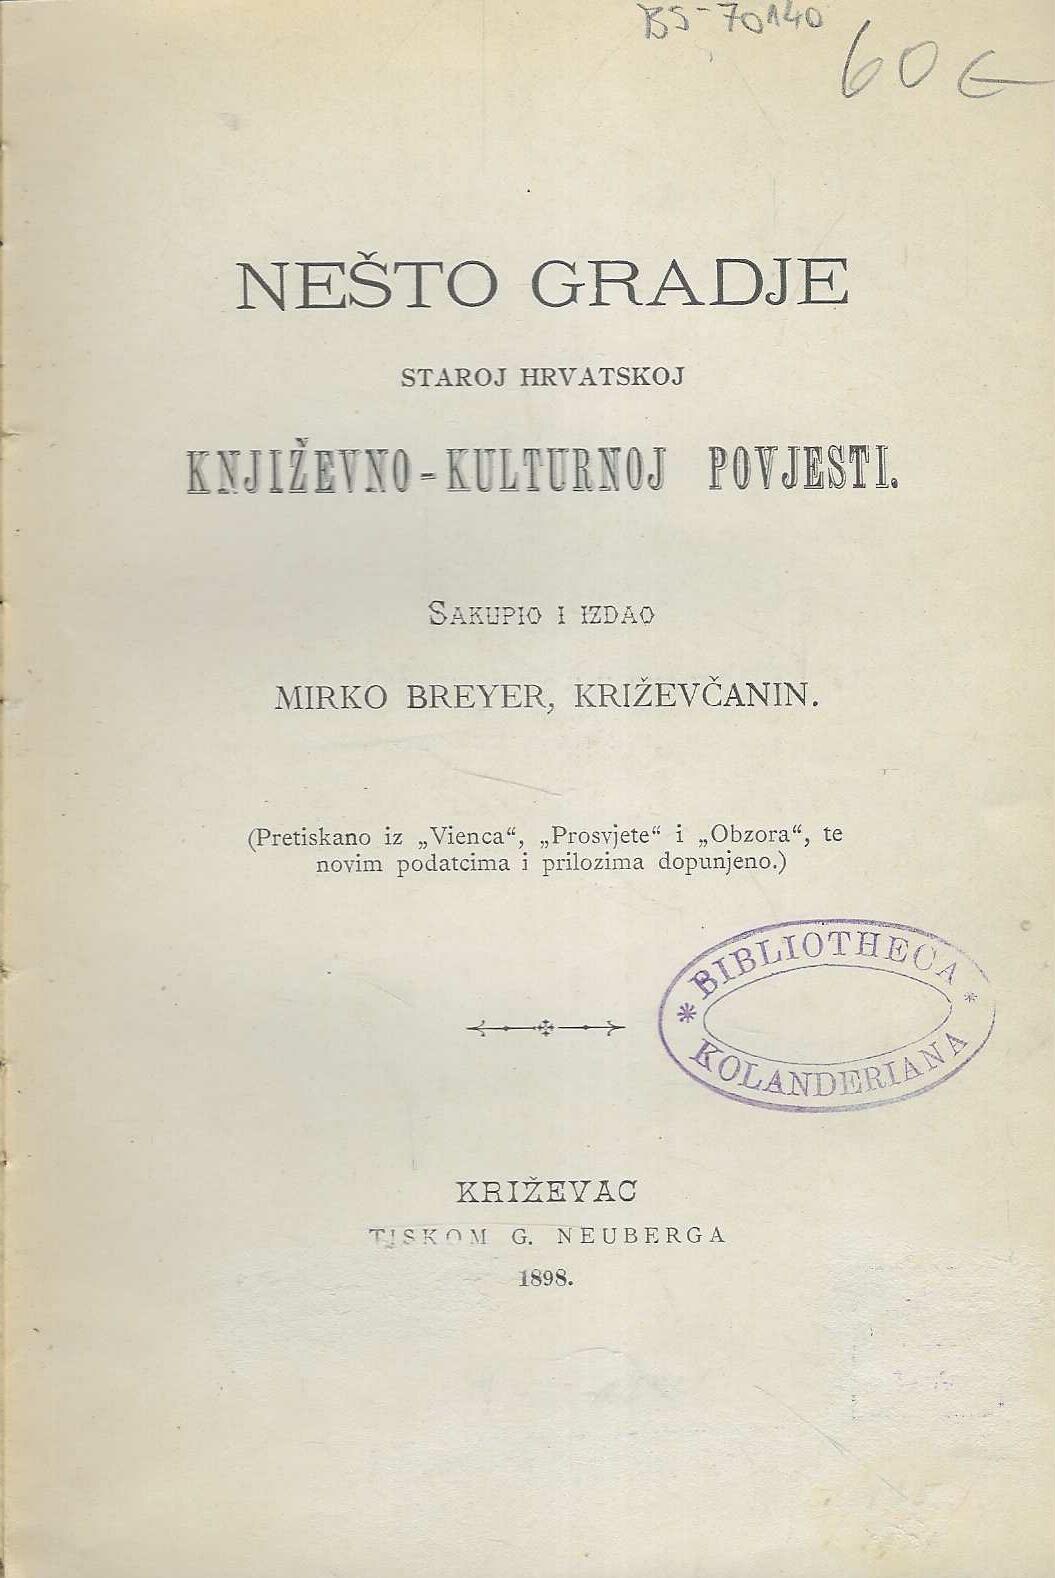 BS-70140
60 €
NEŠTO GRADJE
STAROJ HRVATSKOJ
KNJIŽEVNO-KULTURNOJ POVJESTI.
SAKUPIO I IZDAO
MIRKO BREYER, KRIŽEVČANIN.
(Pretiskano iz „Vienca“, „Prosvjete“ i „Obzora“, te
novim podatcima i prilozima dopunjeno.)
* BIBLIOTHECA *
KOLANDERIANA
KRIŽEVAC
TISKOM G. NEUBERGA
1898.